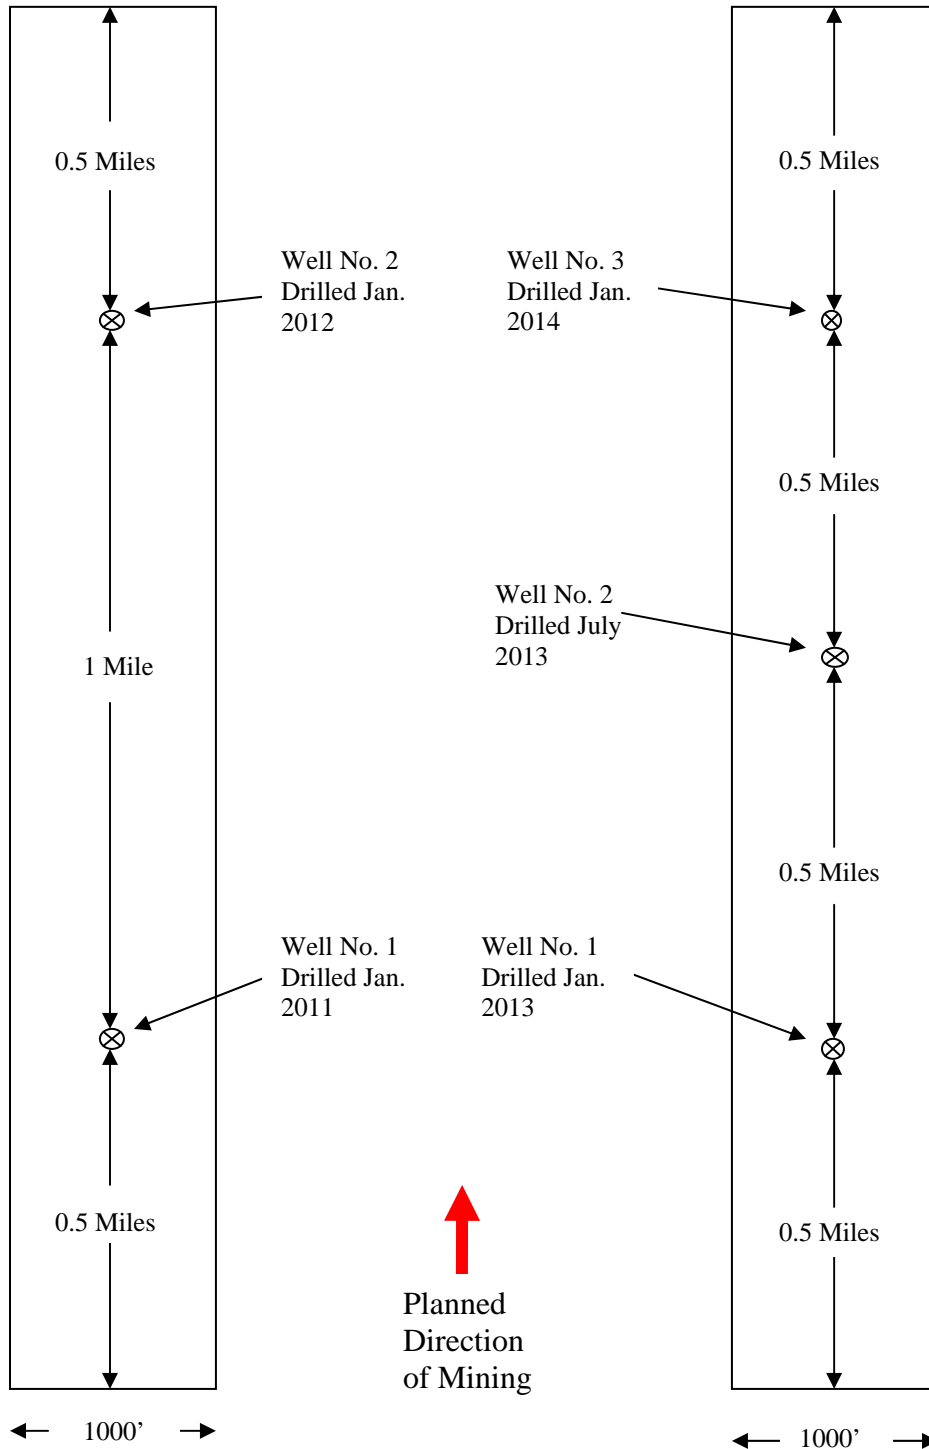 0.5 Miles
0.5 Miles
Well No. 2
Drilled Jan.
2012
Well No. 3
Drilled Jan.
2014
0.5 Miles
Well No. 2
Drilled July
2013
1 Mile
0.5 Miles
Well No. 1
Drilled Jan.
2011
Well No. 1
Drilled Jan.
2013
0.5 Miles
0.5 Miles
Planned
Direction
of Mining
1000’
1000’